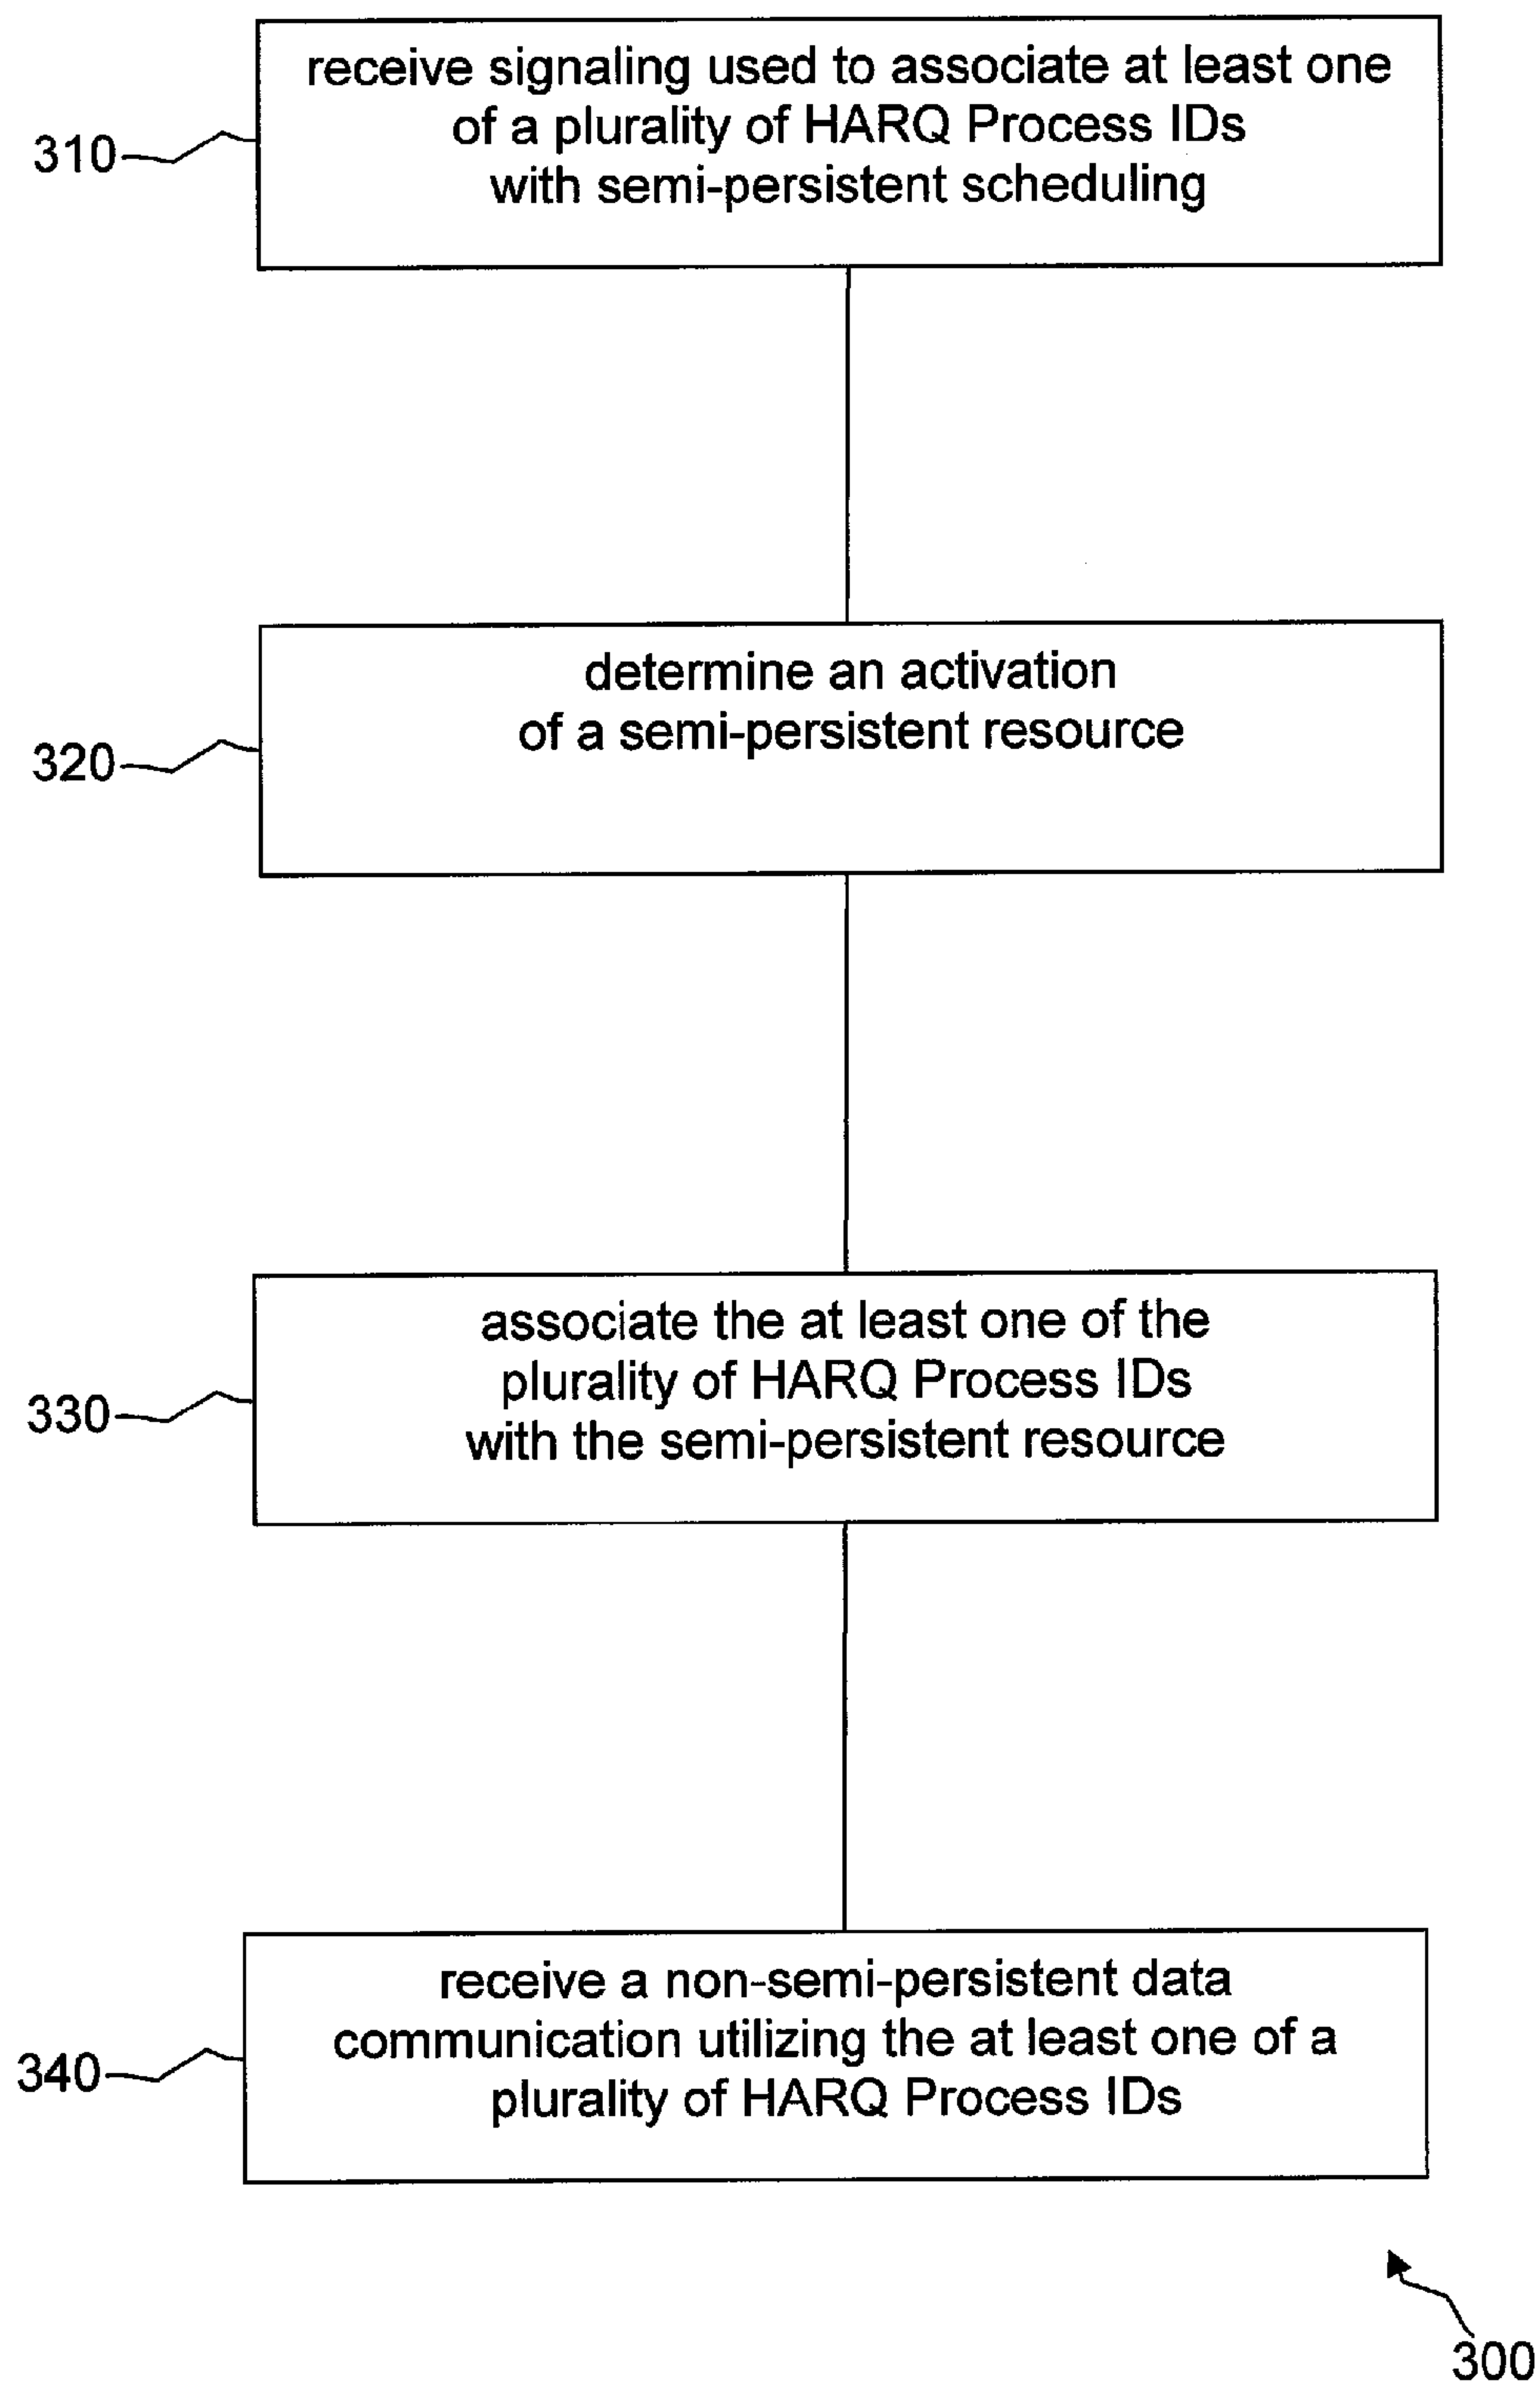 receive signaling used to associate at least one
of a plurality of HARQ Process IDs
with semi-persistent scheduling
310
determine an activation
of a semi-persistent resource
320
associate the at least one of the
plurality of HARQ Process IDs
with the semi-persistent resource
330
receive a non-semi-persistent data
communication utilizing the at least one of a
plurality of HARQ Process IDs
340
300